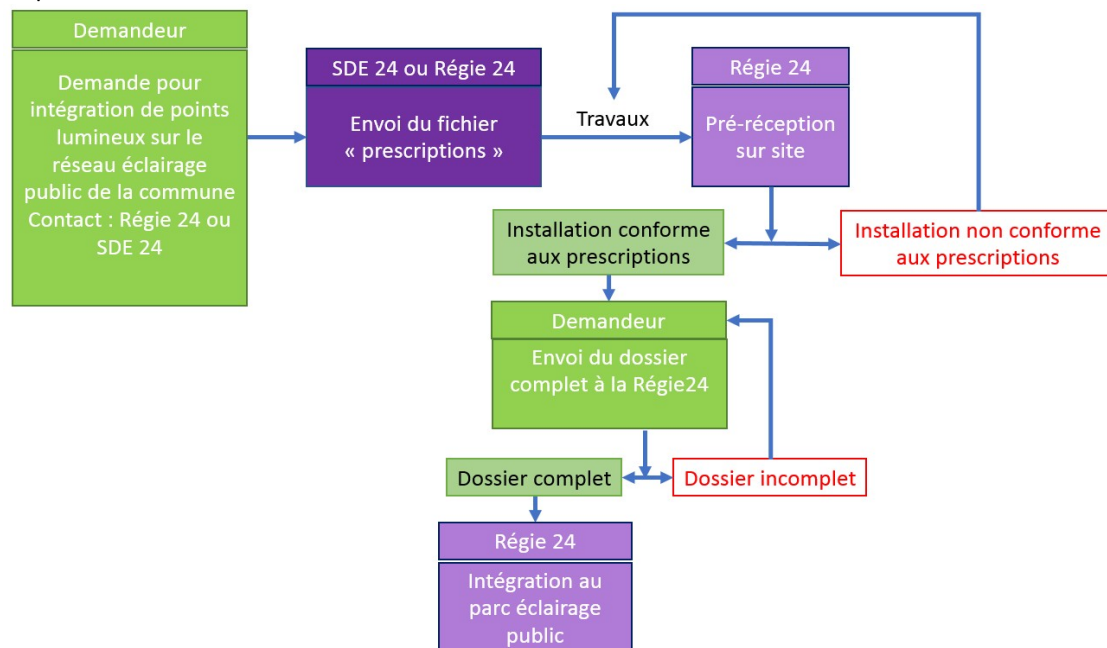 Demandeur
Demande pour
intégration de points
lumineux sur le
réseau éclairage
public de la commune
Contact : Régie 24 ou
SDE 24
SDE 24 ou Régie 24
Envoi du fichier
« prescriptions »
Travaux
Régie 24
Pré-réception
sur site
Installation conforme
aux prescriptions
Installation non conforme
aux prescriptions
Demandeur
Envoi du dossier
complet à la Régie24
Dossier complet
Dossier incomplet
Régie 24
Intégration au
parc éclairage
public